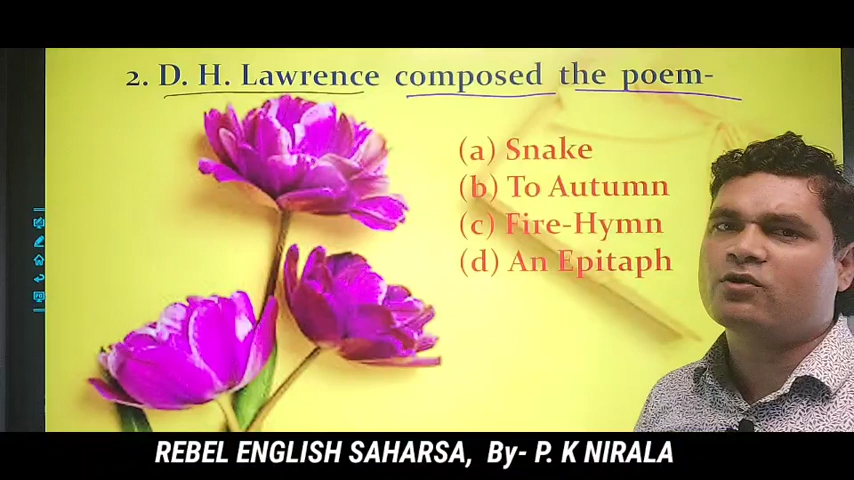 2. D. H. Lawrence composed the poem-
(a) Snake
(b) To Autumn
(c) Fire-Hymn
(d) An Epitaph
REBEL ENGLISH SAHARSA, By- P. K NIRALA